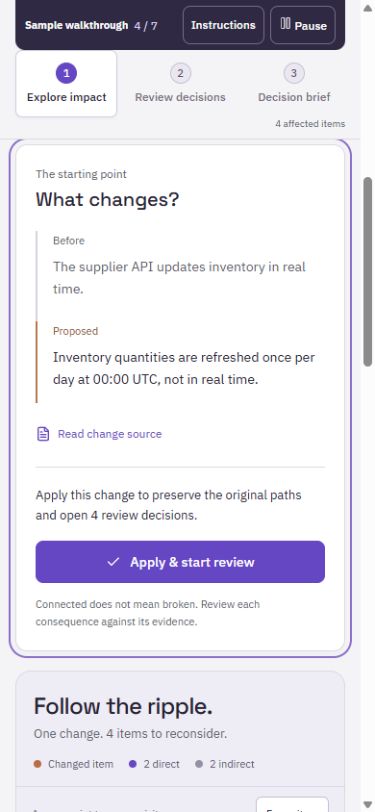 Sample walkthrough 4 / 7
Instructions
Pause
1
Explore impact
2
Review decisions
3
Decision brief
4 affected items
The starting point
What changes?
Before
The supplier API updates inventory in real
time.
Proposed
Inventory quantities are refreshed once per
day at 00:00 UTC, not in real time.
Read change source
Apply this change to preserve the original paths
and open 4 review decisions.
Apply & start review
Connected does not mean broken. Review each
consequence against its evidence.
Follow the ripple.
One change. 4 items to reconsider.
Changed item
2 direct
2 indirect